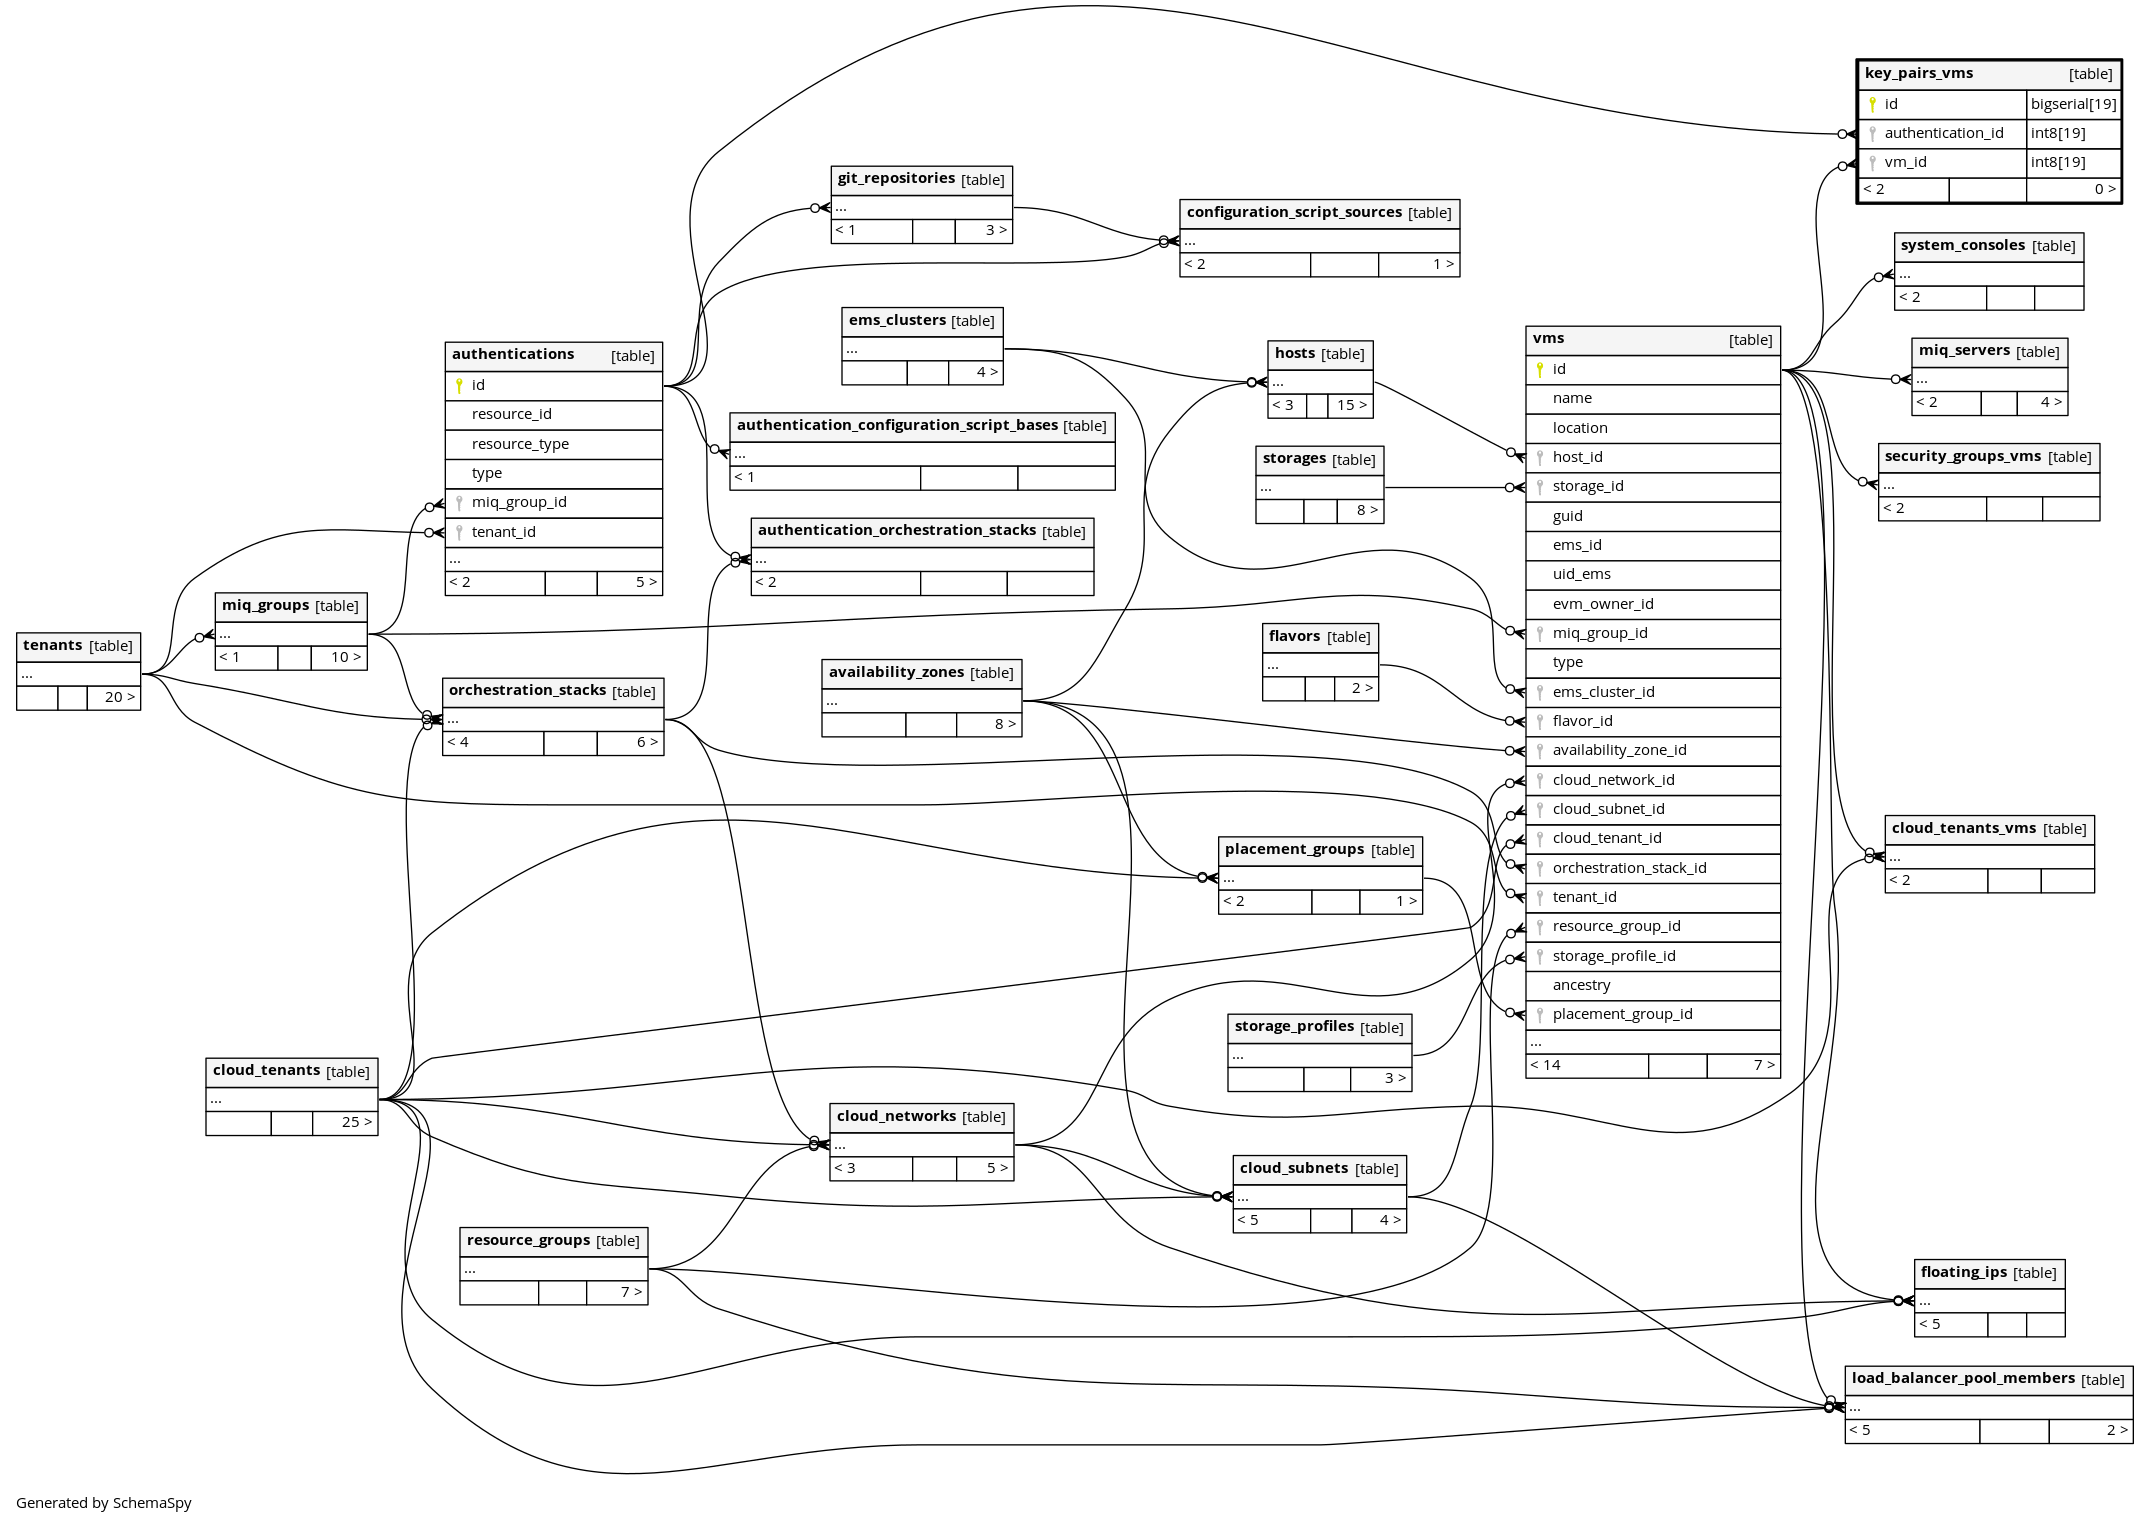 key_pairs_vms [table]
id bigserial[19]
authentication_id int8[19]
vm_id int8[19]
< 2 0 >
git_repositories [table]
...
< 1 3 >
configuration_script_sources [table]
...
< 2 1 >
system_consoles [table]
...
< 2
ems_clusters [table]
...
4 >
authentications [table]
id
resource_id
resource_type
type
miq_group_id
tenant_id
...
< 2 5 >
hosts [table]
...
< 3 15 >
vms [table]
id
name
location
host_id
storage_id
guid
ems_id
uid_ems
evm_owner_id
miq_group_id
type
ems_cluster_id
flavor_id
availability_zone_id
cloud_network_id
cloud_subnet_id
cloud_tenant_id
orchestration_stack_id
tenant_id
resource_group_id
storage_profile_id
ancestry
placement_group_id
...
< 14 7 >
miq_servers [table]
...
< 2 4 >
authentication_configuration_script_bases [table]
...
< 1
storages [table]
...
8 >
security_groups_vms [table]
...
< 2
authentication_orchestration_stacks [table]
...
< 2
miq_groups [table]
...
< 1 10 >
tenants [table]
...
20 >
flavors [table]
...
2 >
orchestration_stacks [table]
...
< 4 6 >
availability_zones [table]
...
8 >
placement_groups [table]
...
< 2 1 >
cloud_tenants_vms [table]
...
< 2
storage_profiles [table]
...
3 >
cloud_tenants [table]
...
25 >
cloud_networks [table]
...
< 3 5 >
cloud_subnets [table]
...
< 5 4 >
resource_groups [table]
...
7 >
floating_ips [table]
...
< 5
load_balancer_pool_members [table]
...
< 5 2 >
Generated by SchemaSpy